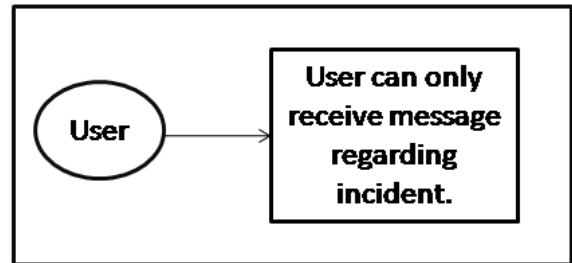 User
User can only
receive message
regarding
incident.